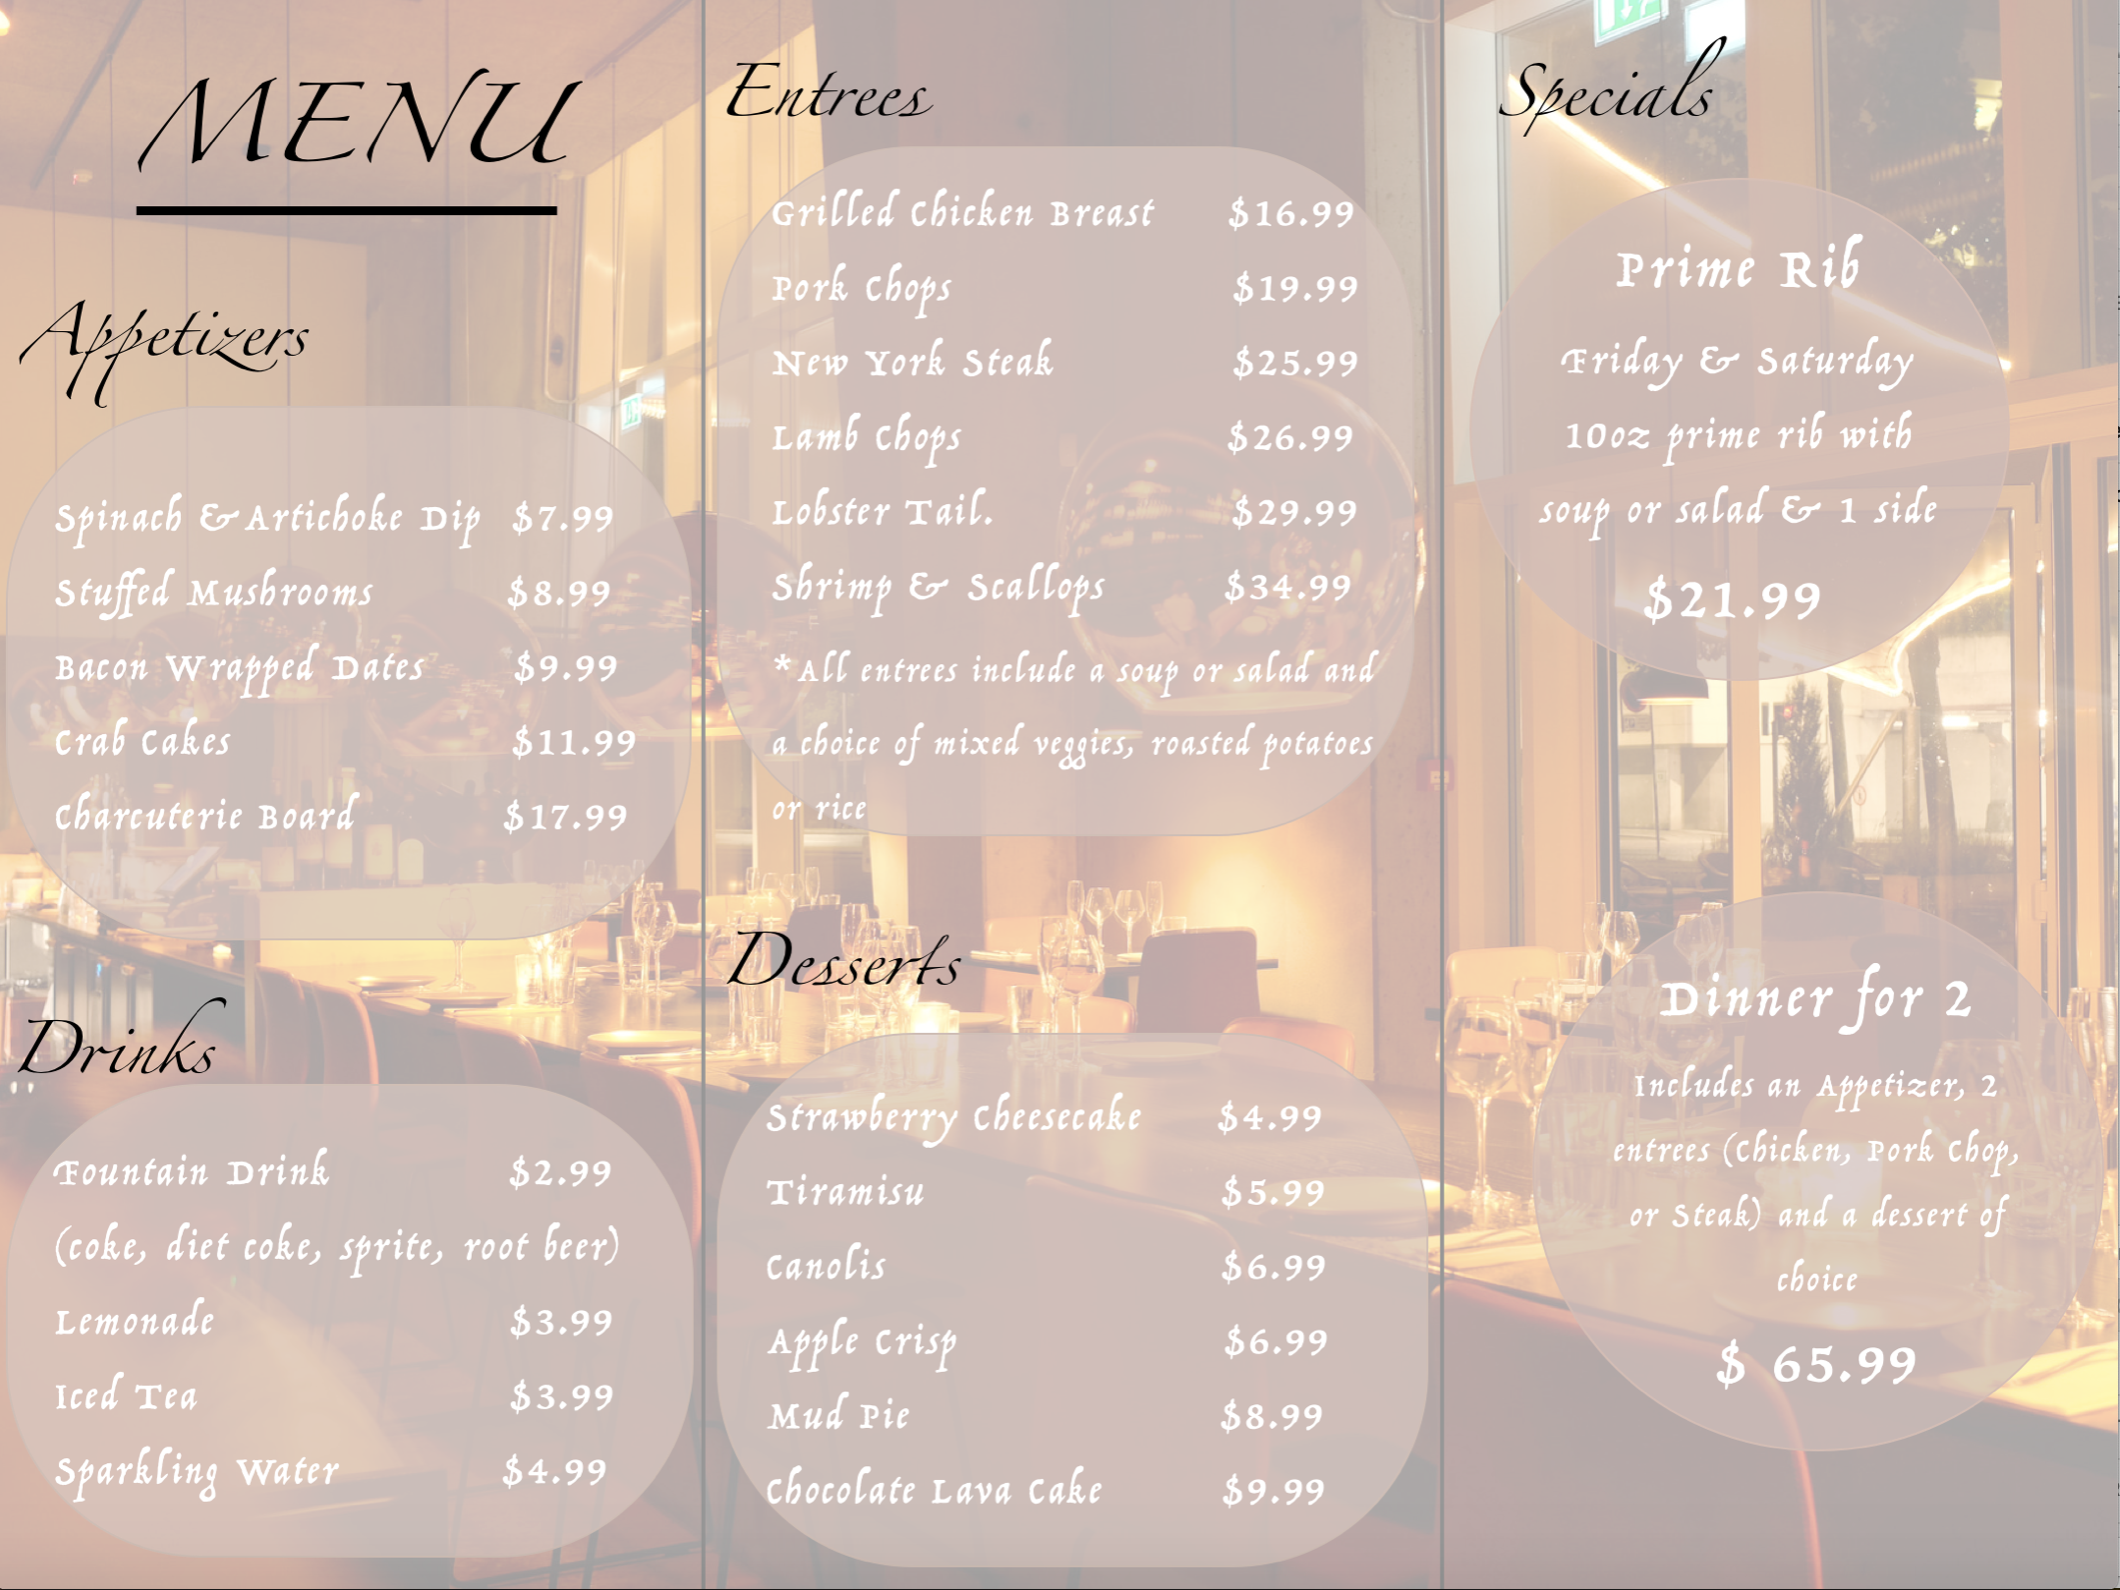 MENU
Appetizers
Spinach & Artichoke Dip $7.99
Stuffed Mushrooms $8.99
Bacon Wrapped Dates $9.99
Crab Cakes $11.99
Charcuterie Board $17.99
Drinks
Fountain Drink $2.99
(coke, diet coke, sprite, root beer)
Lemonade $3.99
Iced Tea $3.99
Sparkling Water $4.99
Entrees
Grilled Chicken Breast $16.99
Pork Chops $19.99
New York Steak $25.99
Lamb Chops $26.99
Lobster Tail. $29.99
Shrimp & Scallops $34.99
*All entrees include a soup or salad and
a choice of mixed veggies, roasted potatoes
or rice
Desserts
Strawberry Cheesecake $4.99
Tiramisu $5.99
Canolis $6.99
Apple Crisp $6.99
Mud Pie $8.99
Chocolate Lava Cake $9.99
Specials
Prime Rib
Friday & Saturday
10oz prime rib with
soup or salad & 1 side
$21.99
Dinner for 2
Includes an Appetizer, 2
entrees (Chicken, Pork Chop,
or Steak) and a dessert of
choice
$ 65.99